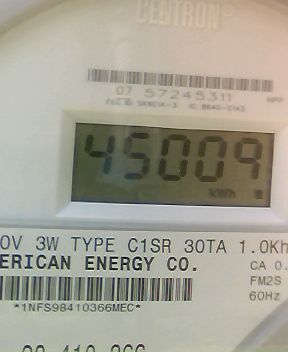 CENTRON®
07 57245311
45009
kWh
0V 3W TYPE C1SR 30TA 1.0Kh
ERICAN ENERGY CO.
CA 0.
FM2S
60Hz
*1NFS98410366MEC*